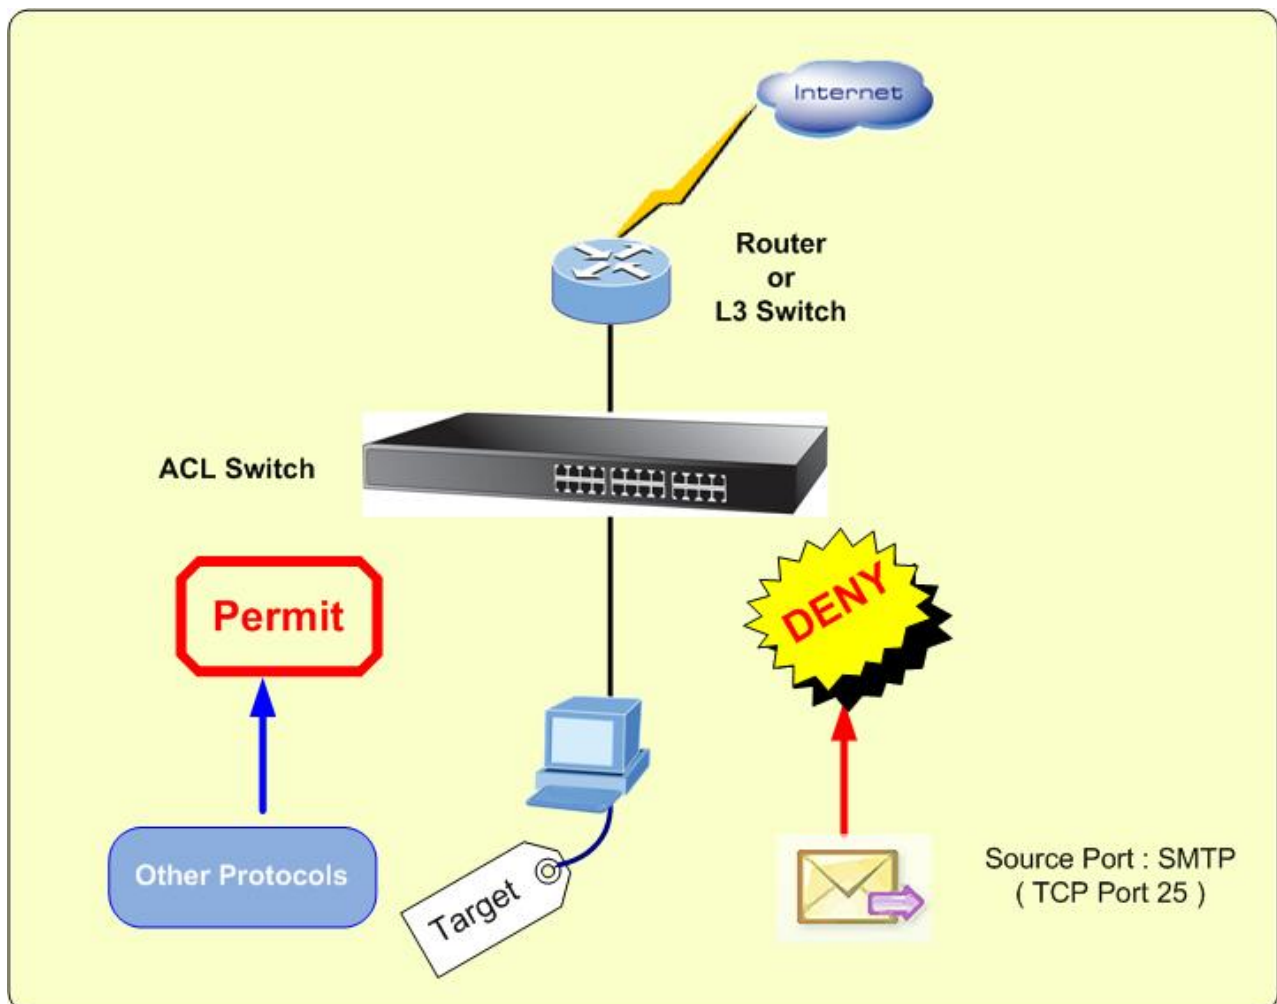 Internet
Router
or
L3 Switch
ACL Switch
Permit
DENY
Other Protocols
Target
Source Port : SMTP
( TCP Port 25 )